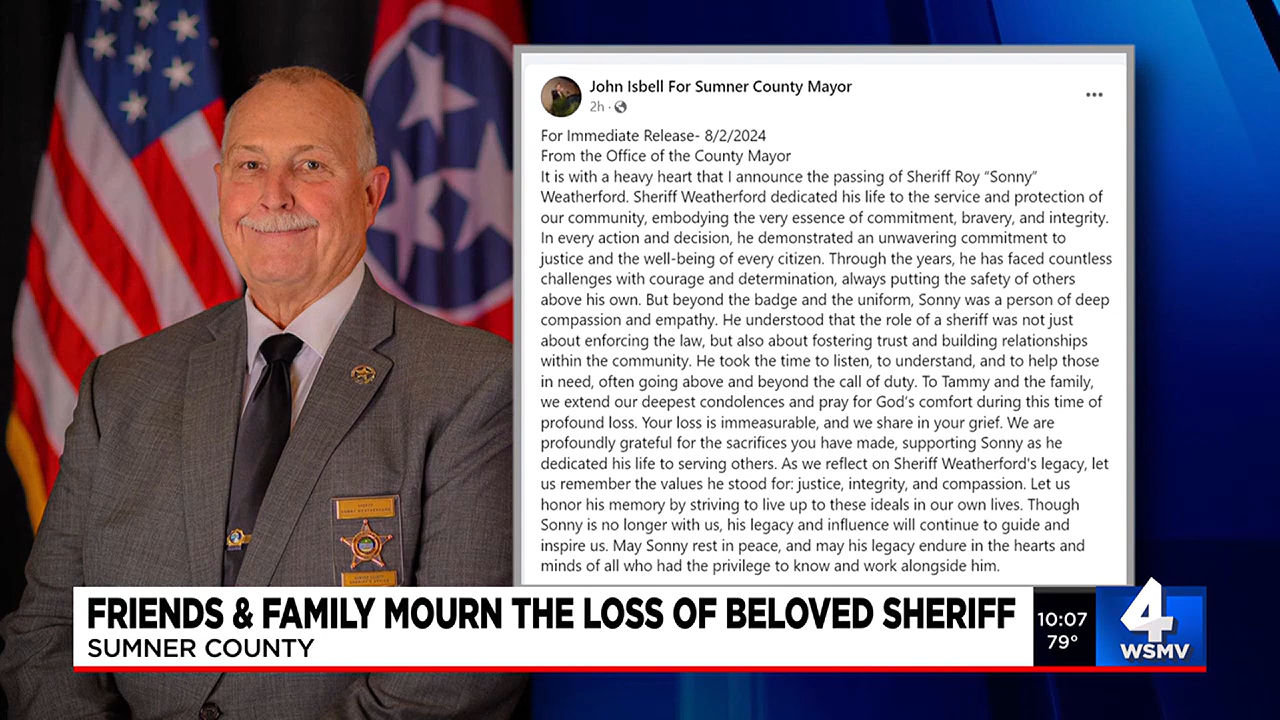 John Isbell For Sumner County Mayor
2h ·
For Immediate Release- 8/2/2024
From the Office of the County Mayor
It is with a heavy heart that I announce the passing of Sheriff Roy “Sonny”
Weatherford. Sheriff Weatherford dedicated his life to the service and protection of
our community, embodying the very essence of commitment, bravery, and integrity.
In every action and decision, he demonstrated an unwavering commitment to
justice and the well-being of every citizen. Through the years, he has faced countless
challenges with courage and determination, always putting the safety of others
above his own. But beyond the badge and the uniform, Sonny was a person of deep
compassion and empathy. He understood that the role of a sheriff was not just
about enforcing the law, but also about fostering trust and building relationships
within the community. He took the time to listen, to understand, and to help those
in need, often going above and beyond the call of duty. To Tammy and the family,
we extend our deepest condolences and pray for God's comfort during this time of
profound loss. Your loss is immeasurable, and we share in your grief. We are
profoundly grateful for the sacrifices you have made, supporting Sonny as he
dedicated his life to serving others. As we reflect on Sheriff Weatherford's legacy, let
us remember the values he stood for: justice, integrity, and compassion. Let us
honor his memory by striving to live up to these ideals in our own lives. Though
Sonny is no longer with us, his legacy and influence will continue to guide and
inspire us. May Sonny rest in peace, and may his legacy endure in the hearts and
minds of all who had the privilege to know and work alongside him.
FRIENDS & FAMILY MOURN THE LOSS OF BELOVED SHERIFF
SUMNER COUNTY
10:07
79°
4
WSMV